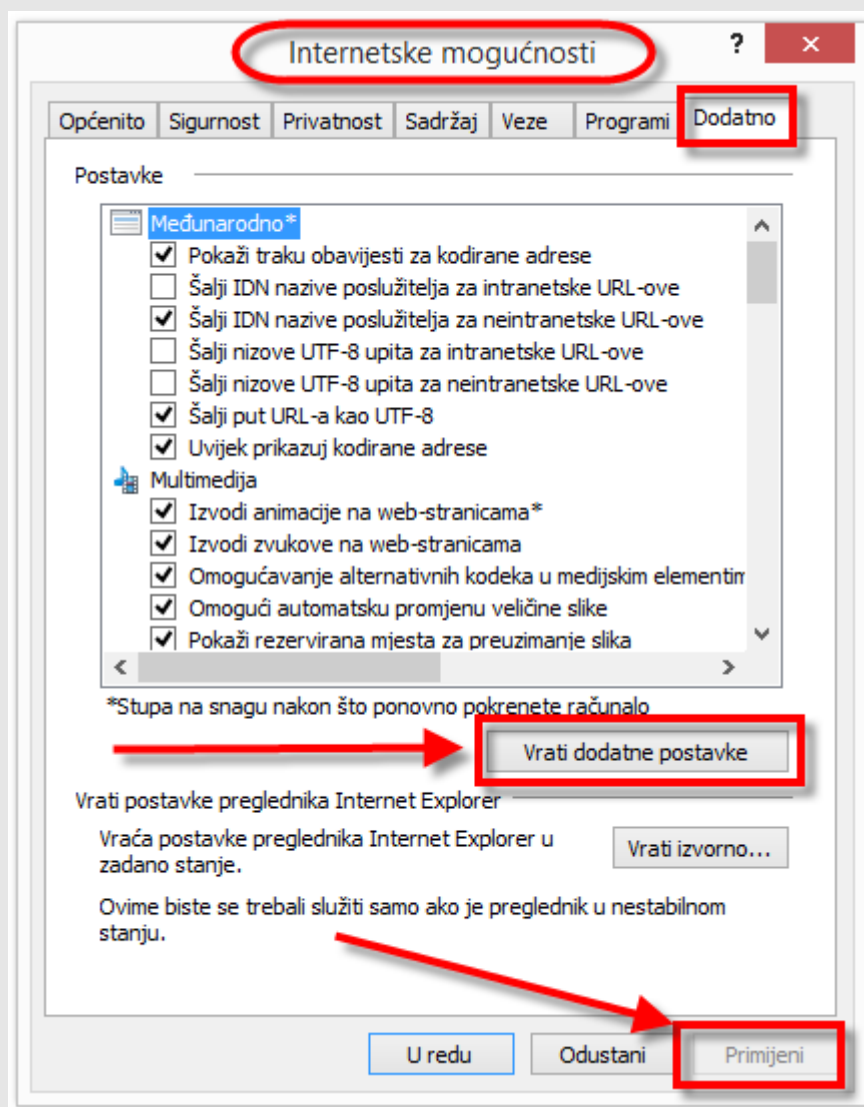 Internetske mogućnosti
?
Općenito Sigurnost Privatnost Sadržaj Veze Programi Dodatno
Postavke
Međunarodno*
Pokaži traku obavijesti za kodirane adrese
Šalji IDN nazive poslužitelja za intranetske URL-ove
Šalji IDN nazive poslužitelja za neintranetske URL-ove
Šalji nizove UTF-8 upita za intranetske URL-ove
Šalji nizove UTF-8 upita za neintranetske URL-ove
Šalji put URL-a kao UTF-8
Uvijek prikazuj kodirane adrese
Multimedija
Izvodi animacije na web-stranicama*
Izvodi zvukove na web-stranicama
Omogućavanje alternativnih kodeka u medijskim elementim
Omogući automatsku promjenu veličine slike
Pokaži rezervirana mjesta za preuzimanje slika
*Stupa na snagu nakon što ponovno pokrenete računalo
Vrati dodatne postavke
Vrati postavke preglednika Internet Explorer
Vraća postavke preglednika Internet Explorer u
zadano stanje.
Vrati izvorno...
Ovime biste se trebali služiti samo ako je preglednik u nestabilnom
stanju.
U redu Odustani Primijeni